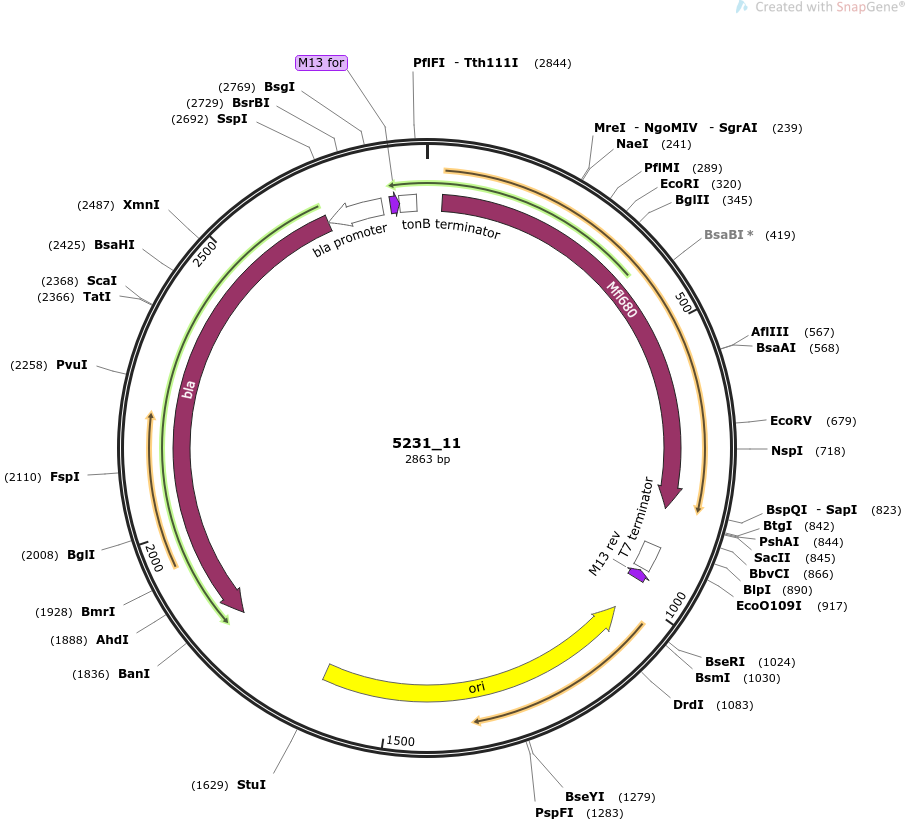 Created with SnapGene®
M13 for
PflFI - Tth111I (2844)
(2769) BsgI
(2729) BsrBI
(2692) SspI
MreI - NgoMIV - SgrAI (239)
NaeI (241)
PflMI (289)
EcoRI (320)
BglII (345)
BsaBI * (419)
(2487) XmnI
(2425) BsaHI
(2368) ScaI
(2366) TatI
(2258) PvuI
(2110) FspI
(2008) BglI
(1928) BmrI
(1888) AhdI
(1836) BanI
(1629) StuI
AflIII (567)
BsaAI (568)
EcoRV (679)
NspI (718)
BspQI - SapI (823)
BtgI (842)
PshAI (844)
SacII (845)
BbvCI (866)
BlpI (890)
EcoO109I (917)
BseRI (1024)
BsmI (1030)
DrdI (1083)
BseYI (1279)
PspFI (1283)
bla promoter
tonB terminator
Mfl680
bla
5231_11
2863 bp
T7 terminator
M13 rev
ori
500
1000
1500
2000
2500